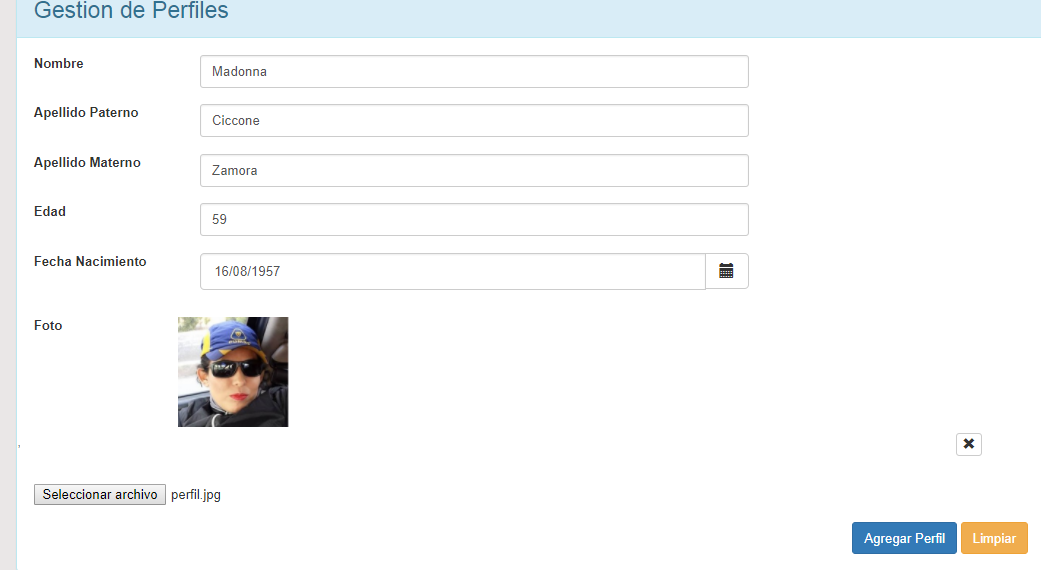 Gestion de Perfiles
Nombre
Madonna
Apellido Paterno
Ciccone
Apellido Materno
Zamora
Edad
59
Fecha Nacimiento
16/08/1957
Foto
Seleccionar archivo perfil.jpg
Agregar Perfil Limpiar